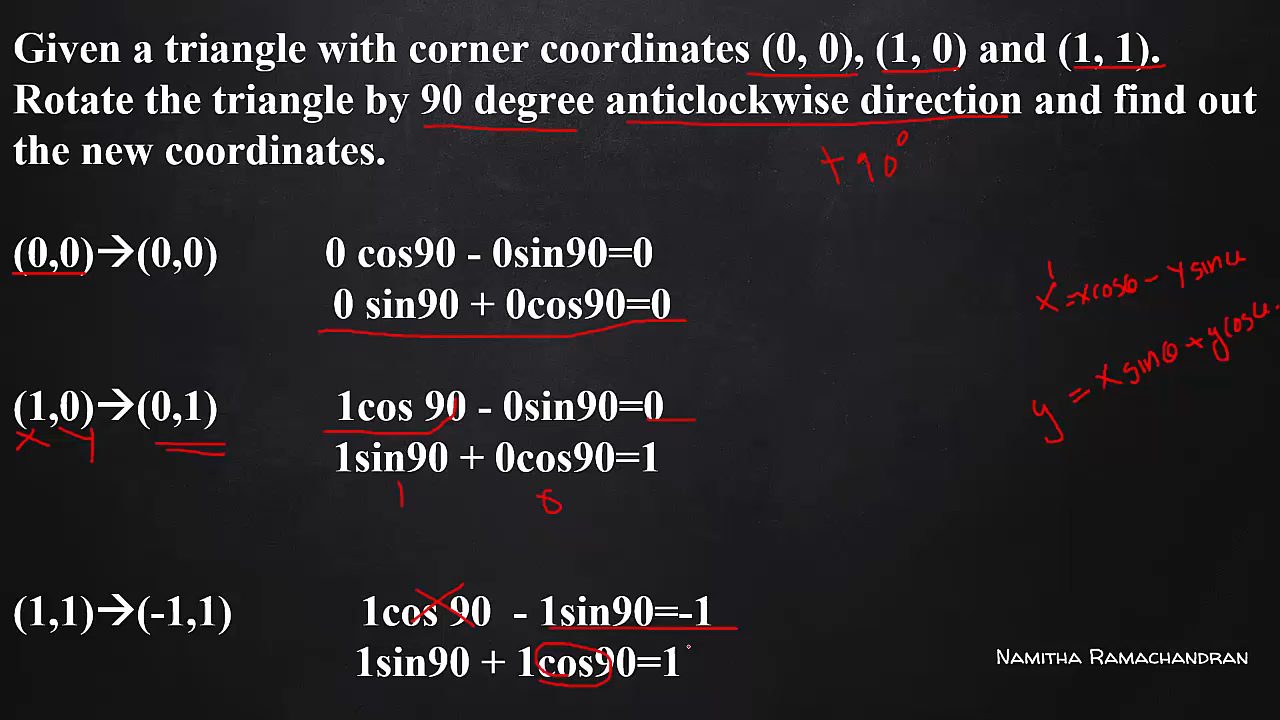 Given a triangle with corner coordinates (0, 0), (1, 0) and (1, 1).
Rotate the triangle by 90 degree anticlockwise direction and find out
the new coordinates.
+90°
(0,0)→(0,0) 0 cos90 - 0sin90=0
0 sin90 + 0cos90=0
x' =xcosθ - y sinθ
y = x sinθ + y cosθ
(1,0)→(0,1) 1cos 90 - 0sin90=0
x y
1sin90 + 0cos90=1
1 0
(1,1)→(-1,1) 1cos 90 - 1sin90=-1
1sin90 + 1cos90=1
NAMITHA RAMACHANDRAN